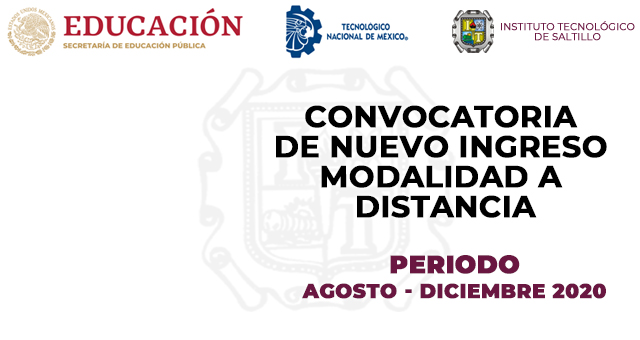 EDUCACIÓN
SECRETARÍA DE EDUCACIÓN PÚBLICA
TECNOLÓGICO
NACIONAL DE MÉXICO®
INSTITUTO TECNOLÓGICO
DE SALTILLO
CONVOCATORIA
DE NUEVO INGRESO
MODALIDAD A
DISTANCIA
PERIODO
AGOSTO - DICIEMBRE 2020